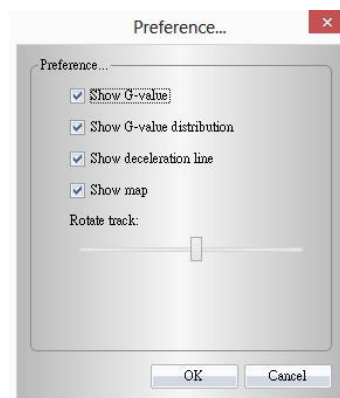 Preference...
Preference...
Show G-value
Show G-value distribution
Show deceleration line
Show map
Rotate track:
OK
Cancel